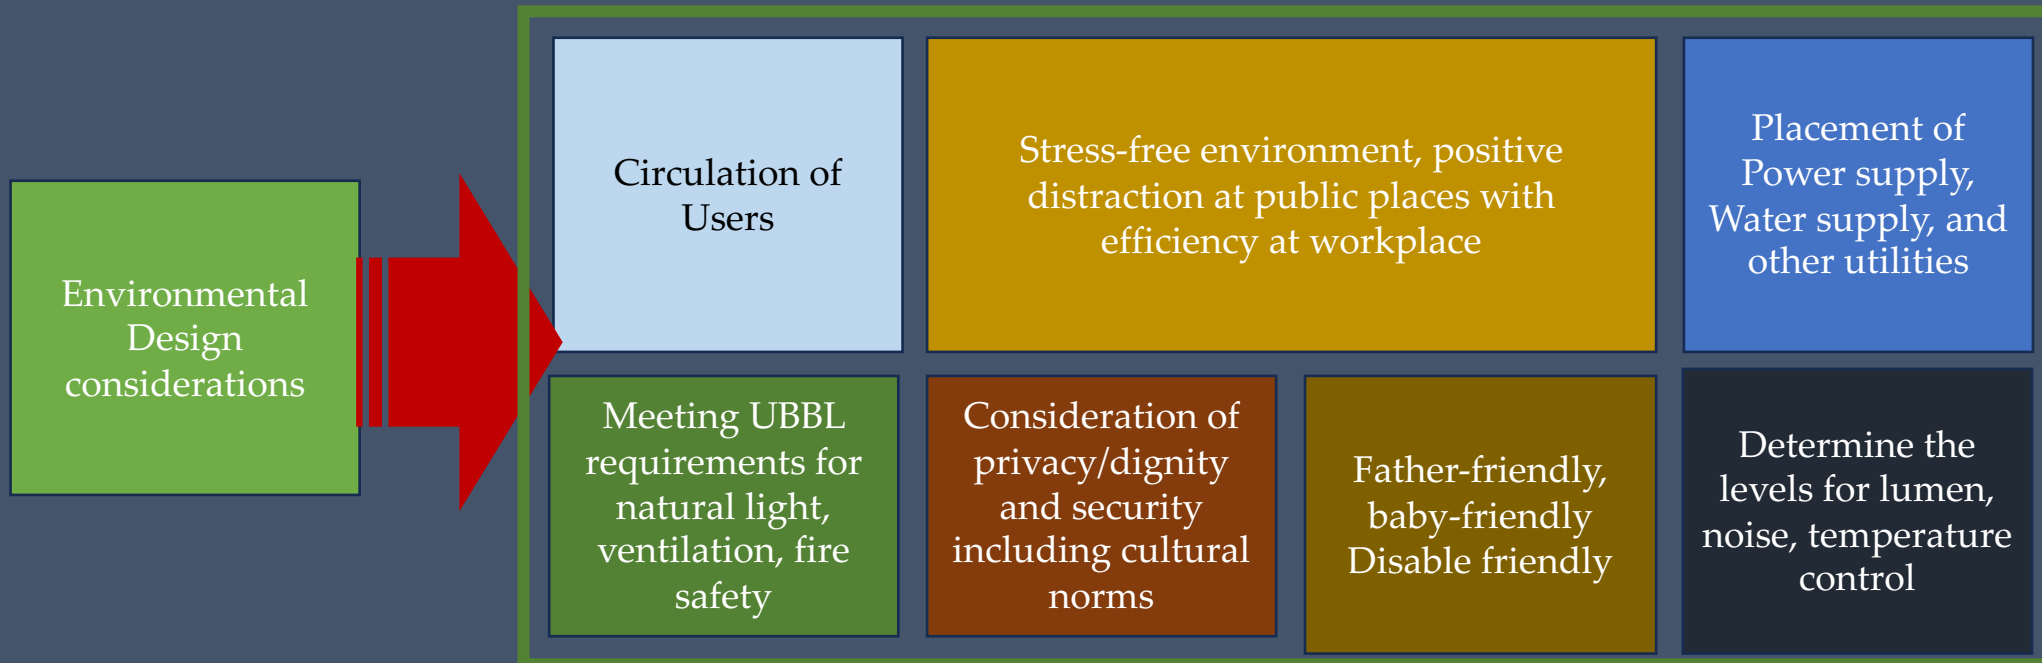 Environmental
Design
considerations
Circulation of
Users
Stress-free environment, positive
distraction at public places with
efficiency at workplace
Placement of
Power supply,
Water supply, and
other utilities
Meeting UBBL
requirements for
natural light,
ventilation, fire
safety
Consideration of
privacy/dignity
and security
including cultural
norms
Father-friendly,
baby-friendly
Disable friendly
Determine the
levels for lumen,
noise, temperature
control